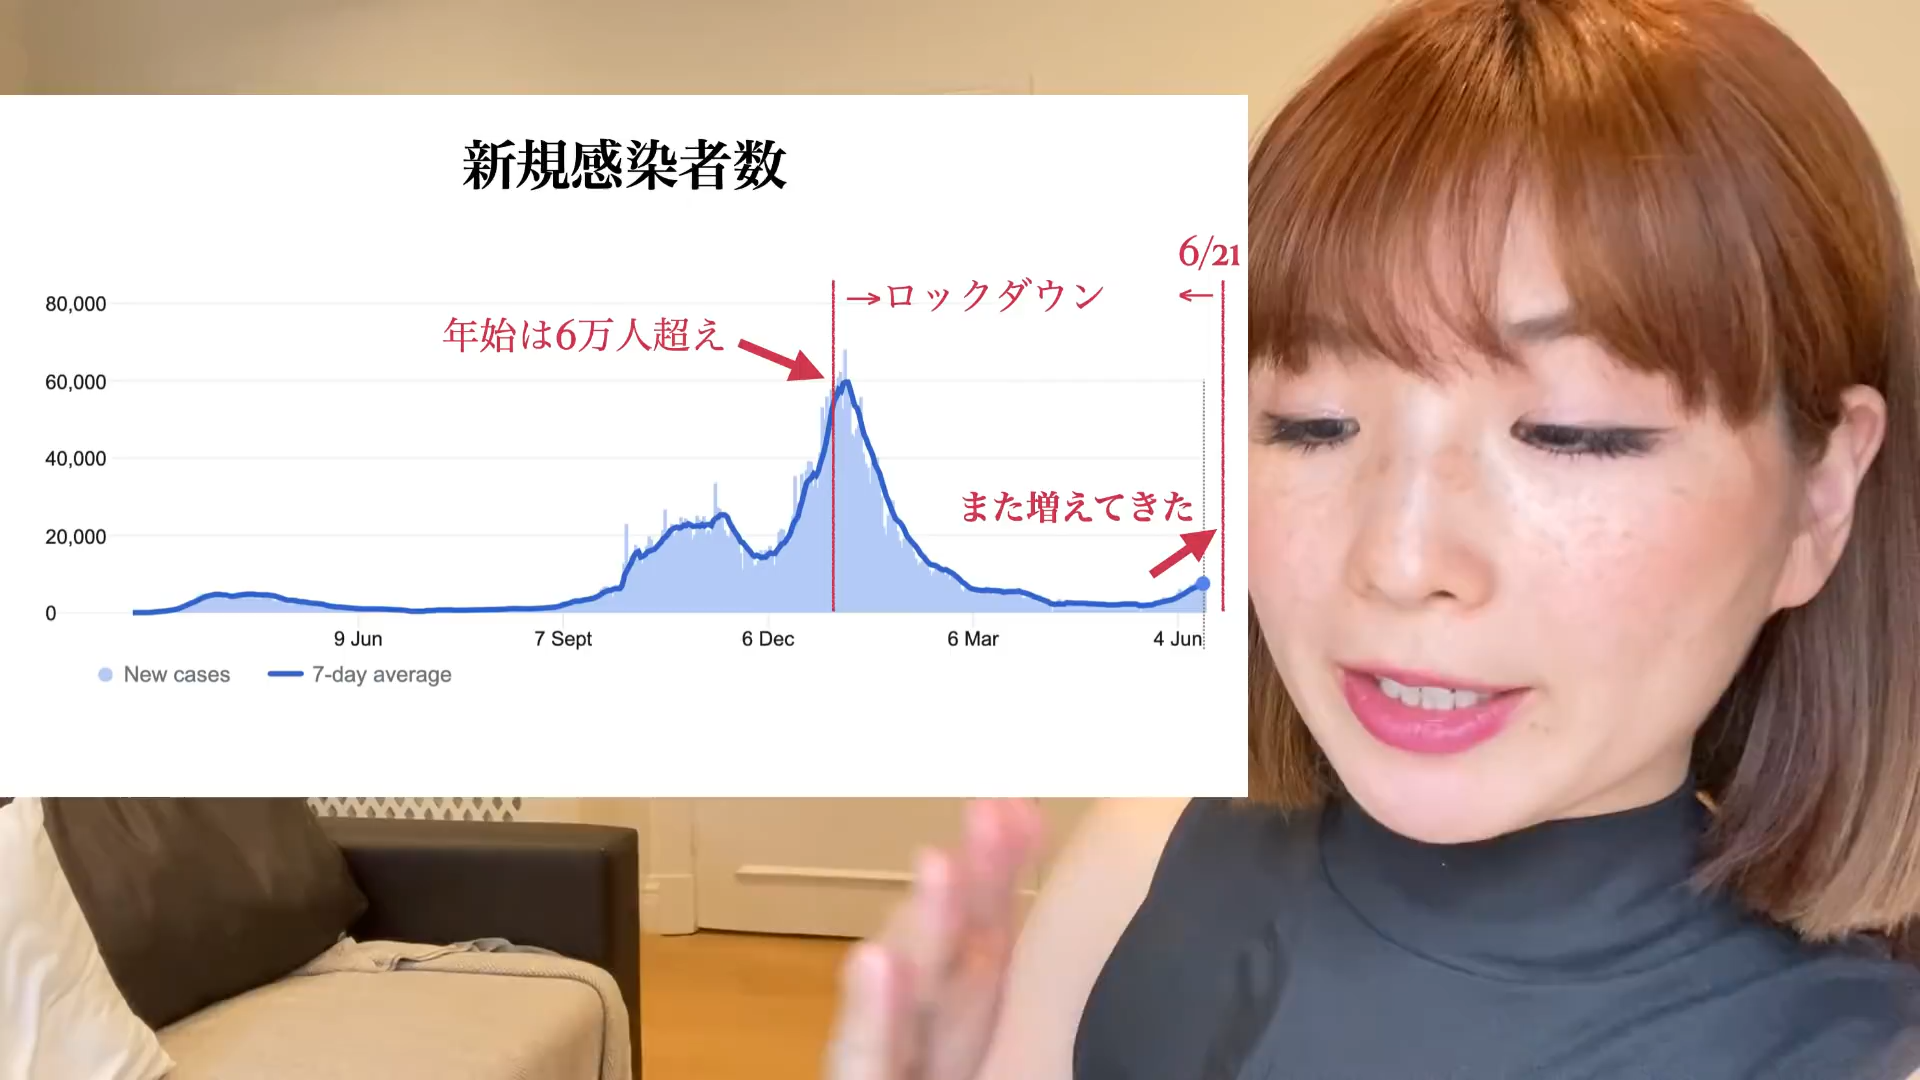 新規感染者数
6/21
→ロックダウン ←
年始は6万人超え
また増えてきた
80,000
60,000
40,000
20,000
0
9 Jun 7 Sept 6 Dec 6 Mar 4 Jun
New cases 7-day average